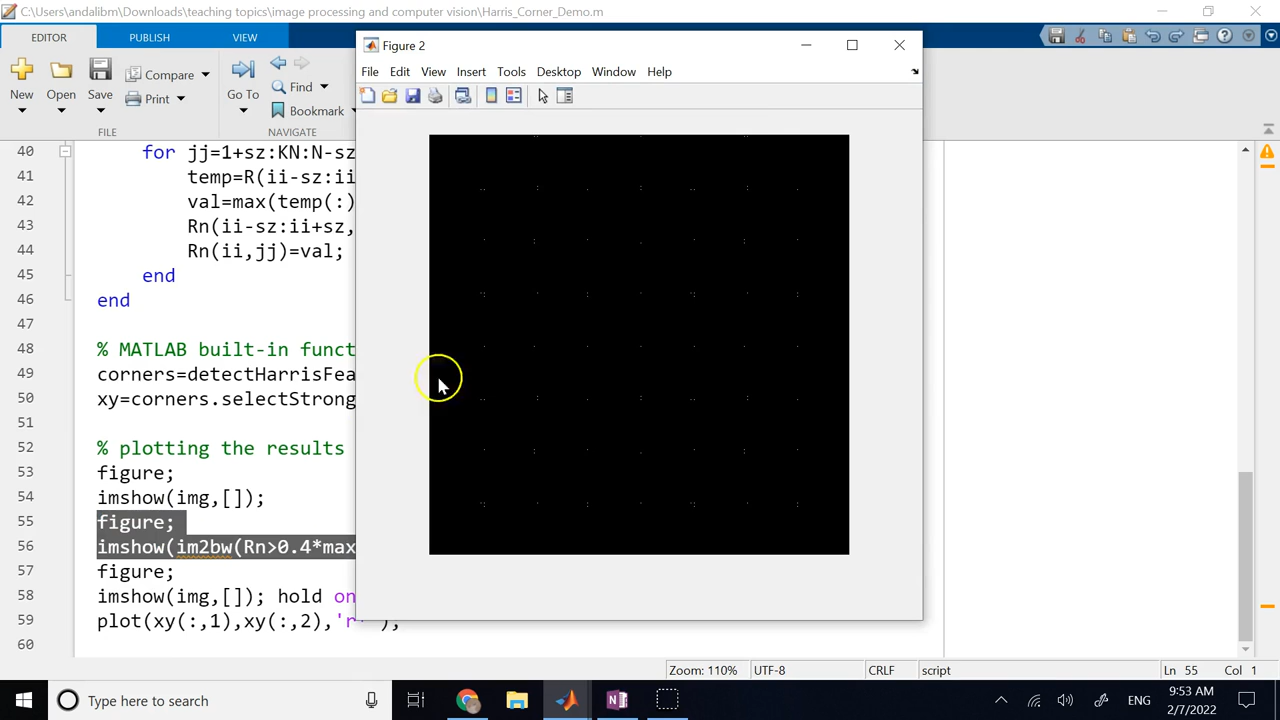 C:\Users\andalibm\Downloads\teaching topics\image processing and computer vision\Harris_Corner_Demo.m
EDITOR PUBLISH VIEW
New Open Save Compare Print Go To Find Bookmark
FILE NAVIGATE
Figure 2
File Edit View Insert Tools Desktop Window Help
40 for jj=1+sz:KN:N-sz
41 temp=R(ii-sz:ii
42 val=max(temp(:)
43 Rn(ii-sz:ii+sz,
44 Rn(ii,jj)=val;
45 end
46 end
47
48 % MATLAB built-in funct
49 corners=detectHarrisFea
50 xy=corners.selectStrong
51
52 % plotting the results
53 figure;
54 imshow(img,[]);
55 figure;
56 imshow(im2bw(Rn>0.4*max
57 figure;
58 imshow(img,[]); hold on
59 plot(xy(:,1),xy(:,2),'r );
60
Zoom: 110% UTF-8 CRLF script Ln 55 Col 1
Type here to search
ENG
9:53 AM
2/7/2022